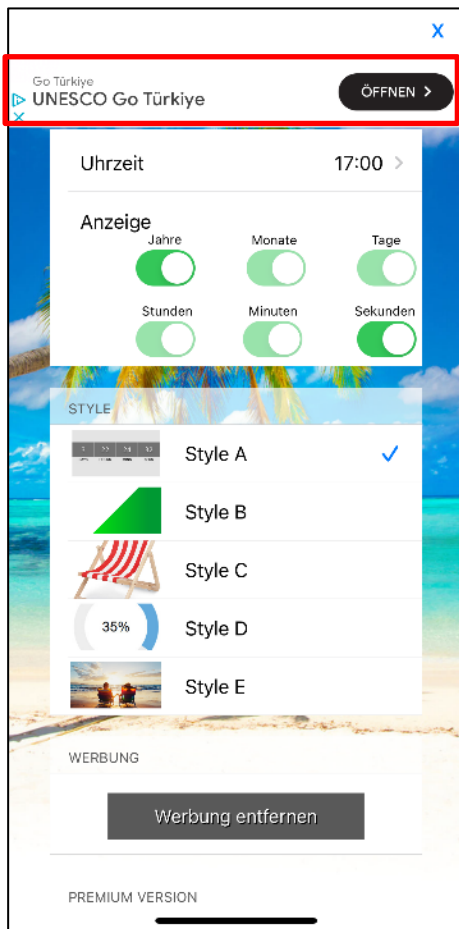 X
Go Türkiye
UNESCO Go Türkiye
ÖFFNEN >
Uhrzeit 17:00 >
Anzeige
Jahre Monate Tage
Stunden Minuten Sekunden
STYLE
Style A
Style B
Style C
35% Style D
Style E
WERBUNG
Werbung entfernen
PREMIUM VERSION